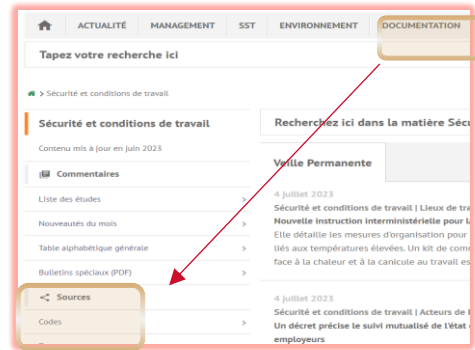 ACTUALITÉ MANAGEMENT SST ENVIRONNEMENT DOCUMENTATION
Tapez votre recherche ici
> Sécurité et conditions de travail
Sécurité et conditions de travail
Contenu mis à jour en juin 2023
Commentaires
Liste des études >
Nouveautés du mois >
Table alphabétique générale >
Bulletins spéciaux (PDF) >
Sources
Codes >
Recherchez ici dans la matière Sécu
Veille Permanente
4 juillet 2023
Sécurité et conditions de travail | Lieux de tra
Nouvelle instruction interministérielle pour la
Elle détaille les mesures d'organisation pour
liés aux températures élevées. Un kit de com
face à la chaleur et à la canicule au travail es
4 juillet 2023
Sécurité et conditions de travail | Acteurs de
Un décret précise le suivi mutualisé de l'état
employeurs